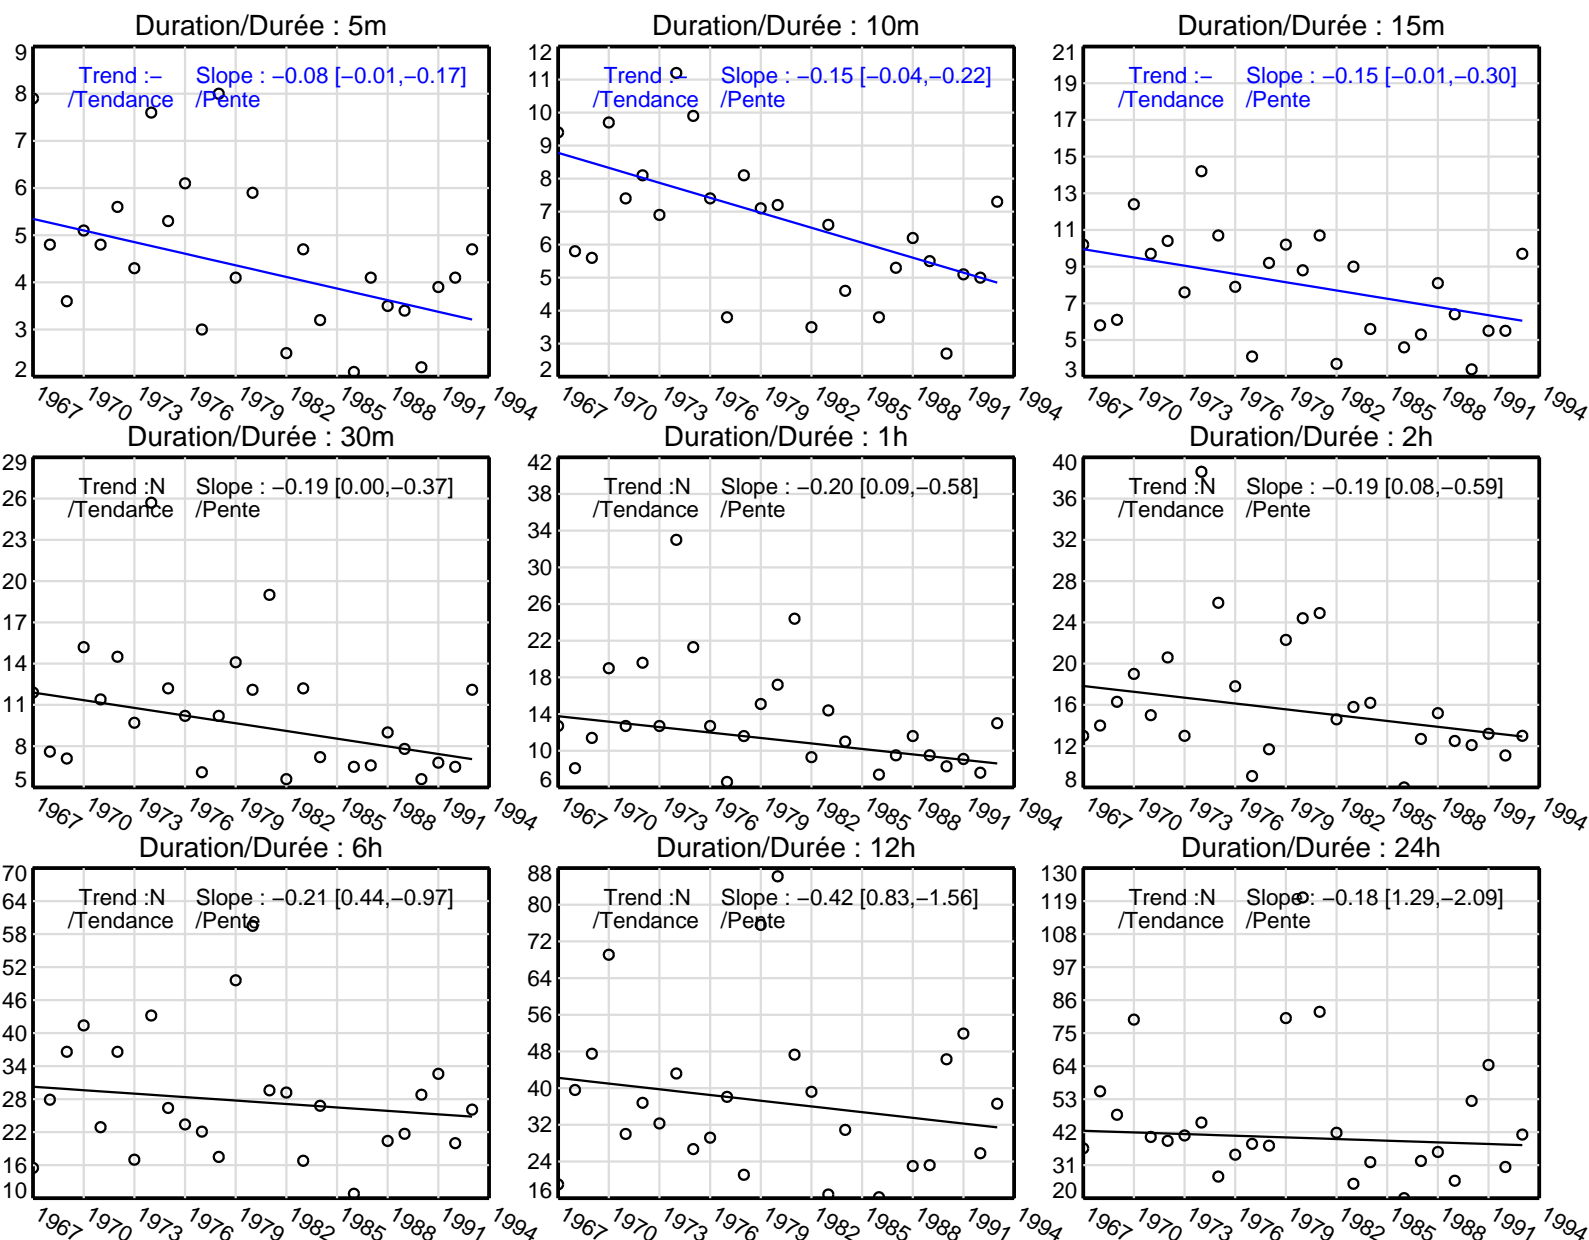 Duration/Durée : 5m
9
8
7
6
5
4
3
2
Trend :− Slope : −0.08 [−0.01,−0.17]
/Tendance /Pente
1967 1970 1973 1976 1979 1982 1985 1988 1991 1994
Duration/Durée : 10m
12
11
10
9
8
7
6
5
4
3
2
Trend :− Slope : −0.15 [−0.04,−0.22]
/Tendance /Pente
1967 1970 1973 1976 1979 1982 1985 1988 1991 1994
Duration/Durée : 15m
21
19
17
15
13
11
9
7
5
3
Trend :− Slope : −0.15 [−0.01,−0.30]
/Tendance /Pente
1967 1970 1973 1976 1979 1982 1985 1988 1991 1994
Duration/Durée : 30m
29
26
23
20
17
14
11
8
5
Trend :N Slope : −0.19 [0.00,−0.37]
/Tendance /Pente
1967 1970 1973 1976 1979 1982 1985 1988 1991 1994
Duration/Durée : 1h
42
38
34
30
26
22
18
14
10
6
Trend :N Slope : −0.20 [0.09,−0.58]
/Tendance /Pente
1967 1970 1973 1976 1979 1982 1985 1988 1991 1994
Duration/Durée : 2h
40
36
32
28
24
20
16
12
8
Trend :N Slope : −0.19 [0.08,−0.59]
/Tendance /Pente
1967 1970 1973 1976 1979 1982 1985 1988 1991 1994
Duration/Durée : 6h
70
64
58
52
46
40
34
28
22
16
10
Trend :N Slope : −0.21 [0.44,−0.97]
/Tendance /Pente
1967 1970 1973 1976 1979 1982 1985 1988 1991 1994
Duration/Durée : 12h
88
80
72
64
56
48
40
32
24
16
Trend :N Slope : −0.42 [0.83,−1.56]
/Tendance /Pente
1967 1970 1973 1976 1979 1982 1985 1988 1991 1994
Duration/Durée : 24h
130
119
108
97
86
75
64
53
42
31
20
Trend :N Slope : −0.18 [1.29,−2.09]
/Tendance /Pente
1967 1970 1973 1976 1979 1982 1985 1988 1991 1994